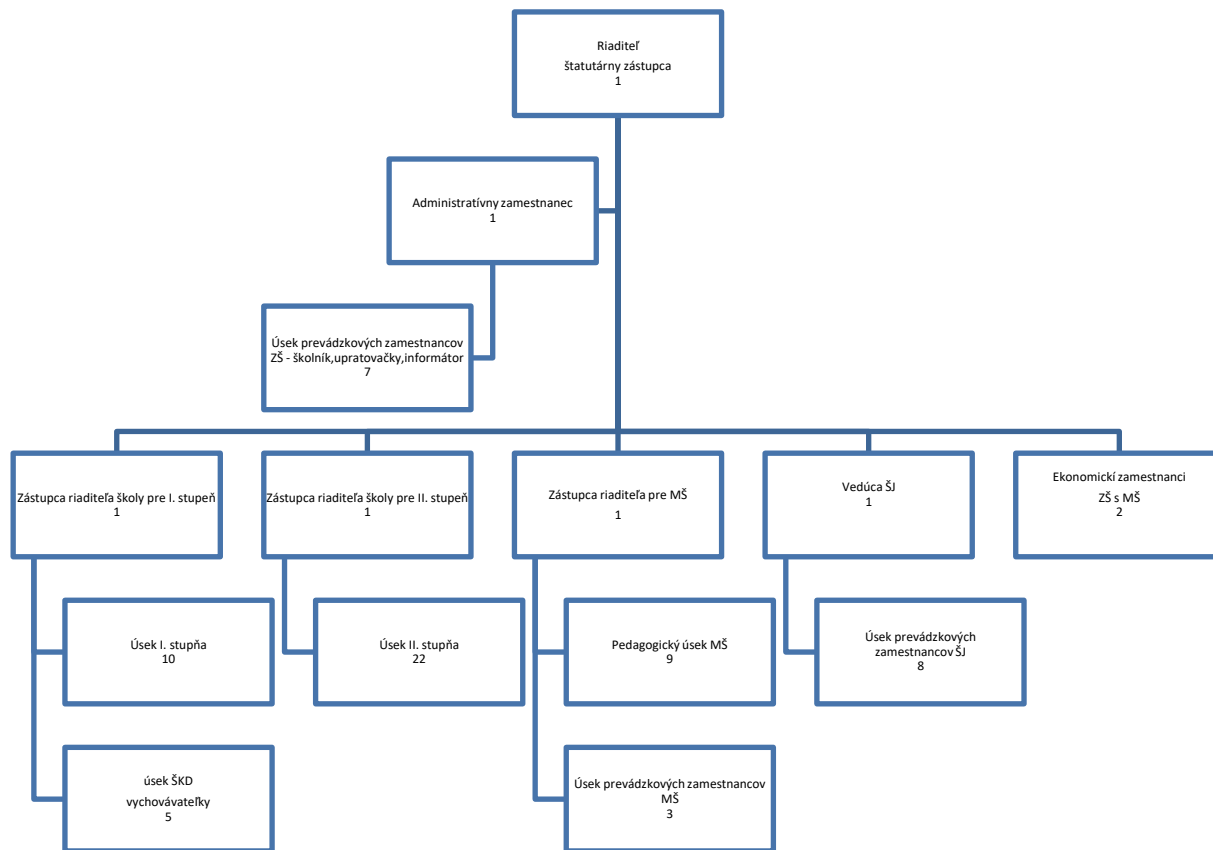 Riaditeľ
štatutárny zástupca
1
Administratívny zamestnanec
1
Úsek prevádzkových zamestnancov
ZŠ - školník,upratovačky,informátor
7
Zástupca riaditeľa školy pre I. stupeň
1
Zástupca riaditeľa školy pre II. stupeň
1
Zástupca riaditeľa pre MŠ
1
Vedúca ŠJ
1
Ekonomickí zamestnanci
ZŠ s MŠ
2
Úsek I. stupňa
10
Úsek II. stupňa
22
Pedagogický úsek MŠ
9
Úsek prevádzkových
zamestnancov ŠJ
8
úsek ŠKD
vychovávateľky
5
Úsek prevádzkových zamestnancov
MŠ
3